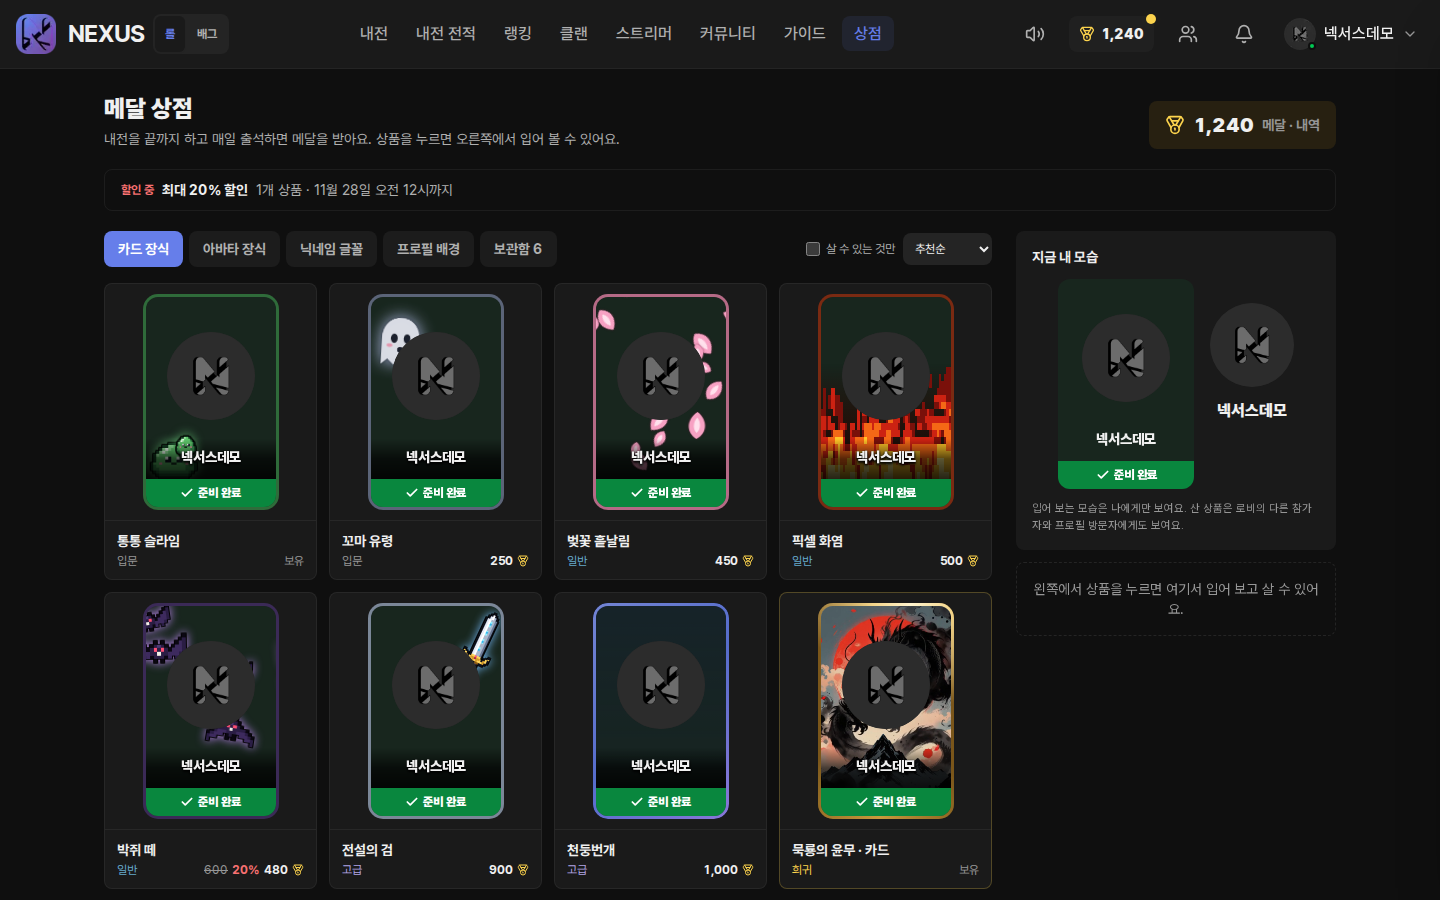 NEXUS 롤 배그 내전 내전 전적 랭킹 클랜 스트리머 커뮤니티 가이드 상점 1,240 넥서스데모
메달 상점
내전을 끝까지 하고 매일 출석하면 메달을 받아요. 상품을 누르면 오른쪽에서 입어 볼 수 있어요.
1,240 메달 · 내역
할인 중 최대 20% 할인 1개 상품 · 11월 28일 오전 12시까지
카드 장식 아바타 장식 닉네임 글꼴 프로필 배경 보관함 6 살 수 있는 것만 추천순
넥서스데모 넥서스데모 넥서스데모 넥서스데모
준비 완료 준비 완료 준비 완료 준비 완료
통통 슬라임 꼬마 유령 벚꽃 흩날림 픽셀 화염
입문 보유 입문 250 일반 450 일반 500
넥서스데모 넥서스데모 넥서스데모 넥서스데모
준비 완료 준비 완료 준비 완료 준비 완료
박쥐 떼 전설의 검 천둥번개 묵룡의 윤무 · 카드
일반 600 20% 480 고급 900 고급 1,000 희귀 보유
지금 내 모습
넥서스데모
넥서스데모
준비 완료
입어 보는 모습은 나에게만 보여요. 산 상품은 로비의 다른 참가
자와 프로필 방문자에게도 보여요.
왼쪽에서 상품을 누르면 여기서 입어 보고 살 수 있어
요.